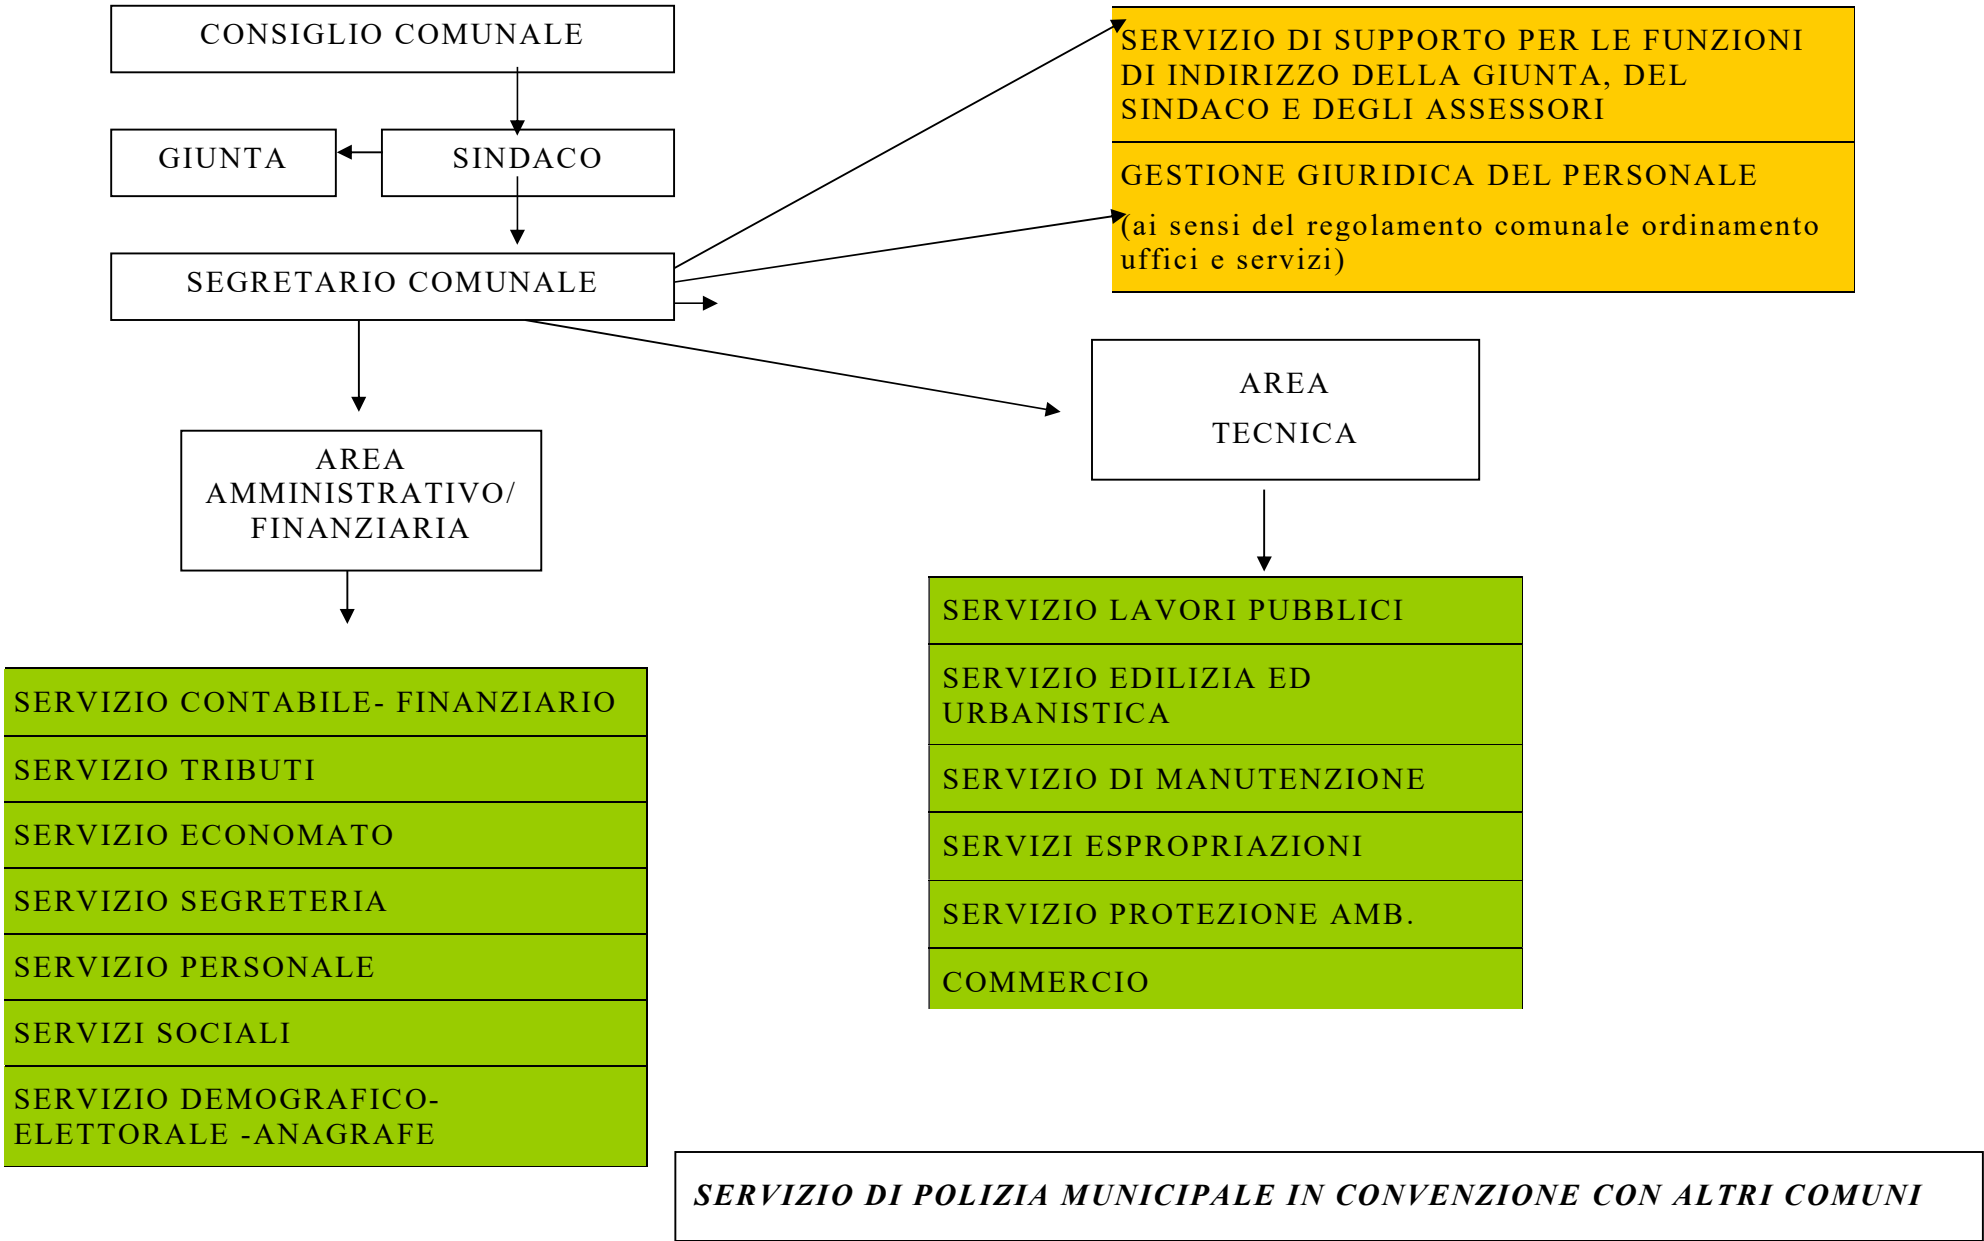 CONSIGLIO COMUNALE
SERVIZIO DI SUPPORTO PER LE FUNZIONI
DI INDIRIZZO DELLA GIUNTA, DEL
SINDACO E DEGLI ASSESSORI
GIUNTA
SINDACO
GESTIONE GIURIDICA DEL PERSONALE
(ai sensi del regolamento comunale ordinamento
uffici e servizi)
SEGRETARIO COMUNALE
AREA
TECNICA
AREA
AMMINISTRATIVO/
FINANZIARIA
SERVIZIO CONTABILE- FINANZIARIO
SERVIZIO TRIBUTI
SERVIZIO ECONOMATO
SERVIZIO SEGRETERIA
SERVIZIO PERSONALE
SERVIZI SOCIALI
SERVIZIO DEMOGRAFICO-
ELETTORALE -ANAGRAFE
SERVIZIO LAVORI PUBBLICI
SERVIZIO EDILIZIA ED
URBANISTICA
SERVIZIO DI MANUTENZIONE
SERVIZI ESPROPRIAZIONI
SERVIZIO PROTEZIONE AMB.
COMMERCIO
SERVIZIO DI POLIZIA MUNICIPALE IN CONVENZIONE CON ALTRI COMUNI